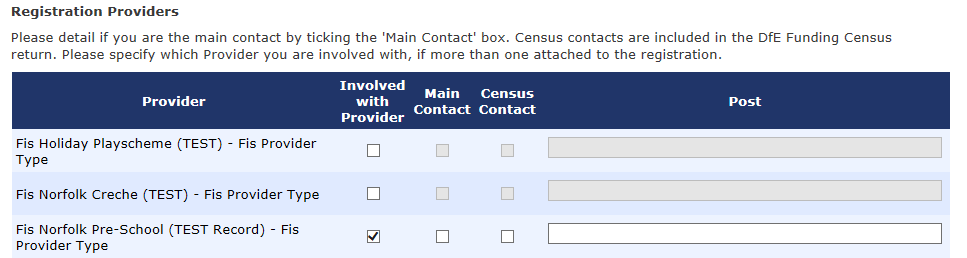 Registration Providers
Please detail if you are the main contact by ticking the 'Main Contact' box. Census contacts are included in the DfE Funding Census
return. Please specify which Provider you are involved with, if more than one attached to the registration.
Provider
Involved
with
Provider
Main
Contact
Census
Contact
Post
Fis Holiday Playscheme (TEST) - Fis Provider
Type
Fis Norfolk Creche (TEST) - Fis Provider Type
Fis Norfolk Pre-School (TEST Record) - Fis
Provider Type